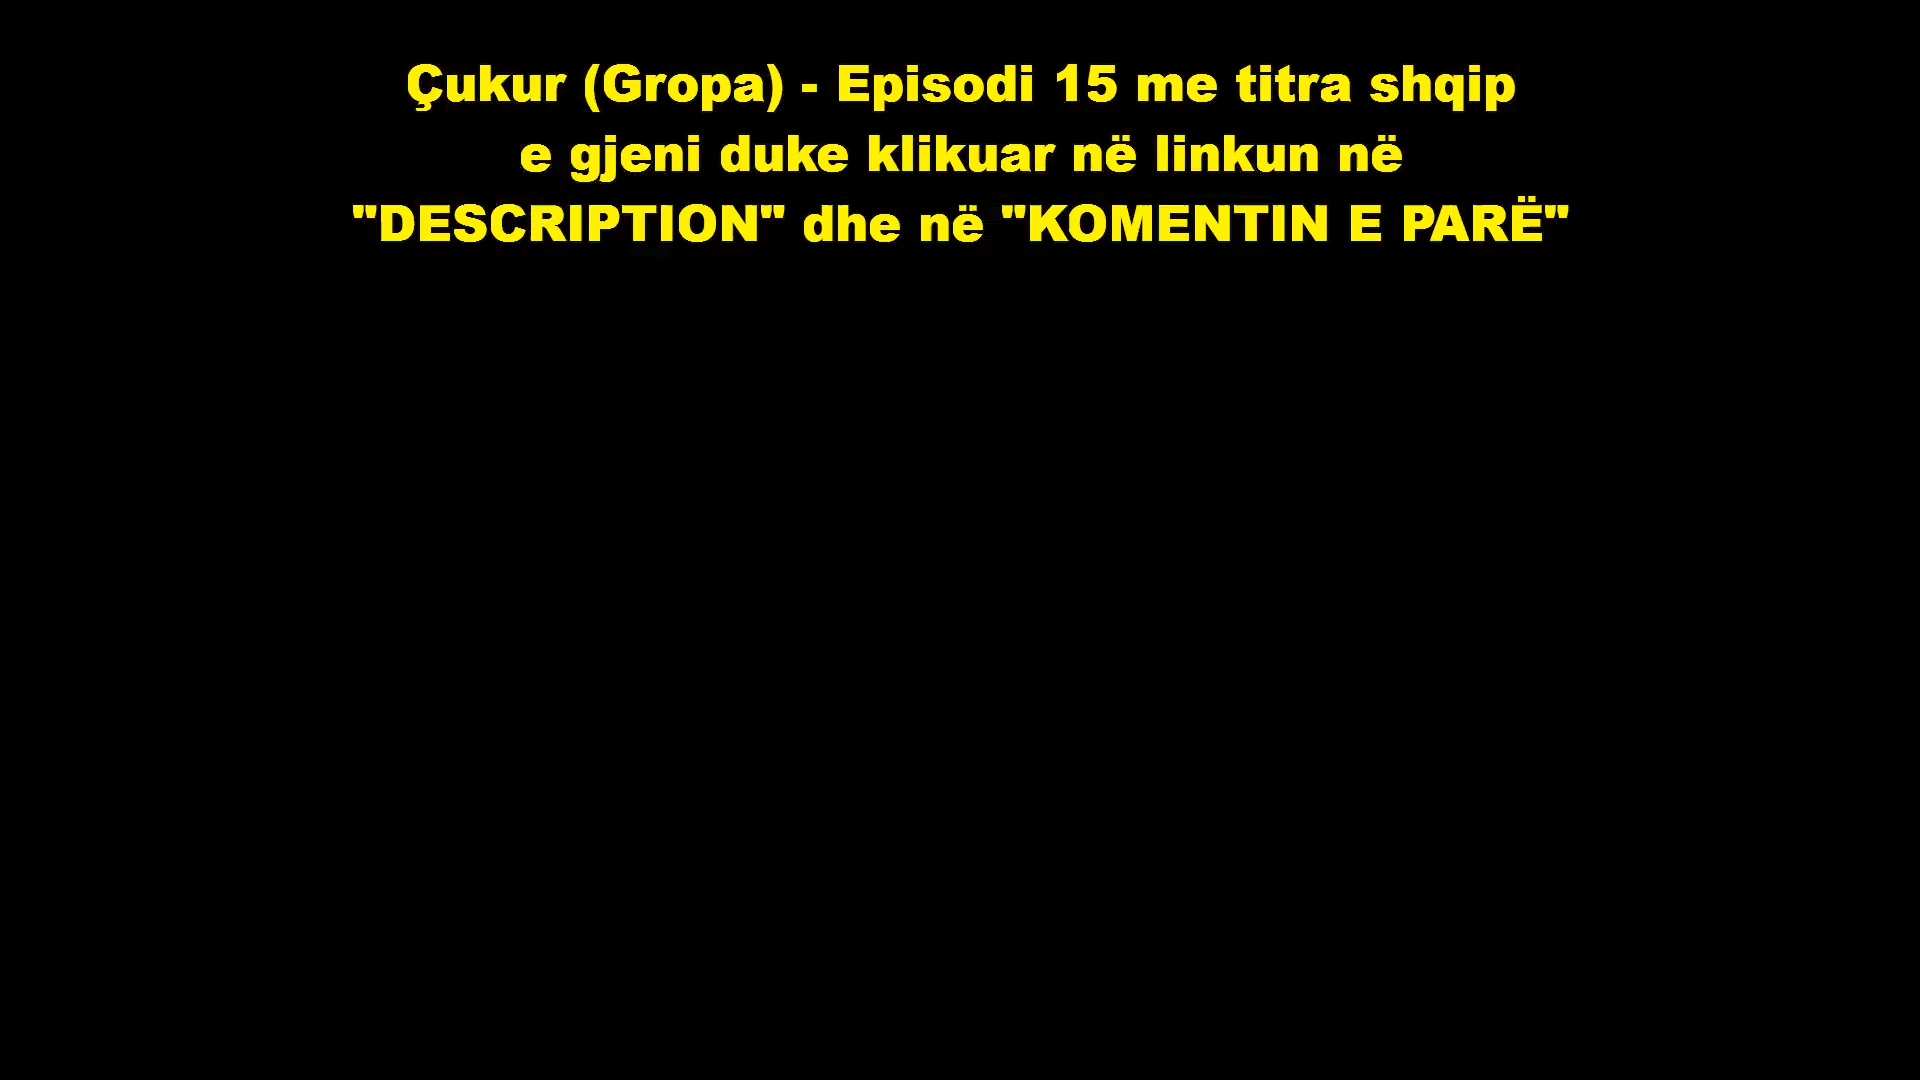 Çukur (Gropa) - Episodi 15 me titra shqip
e gjeni duke klikuar në linkun në
"DESCRIPTION" dhe në "KOMENTIN E PARË"